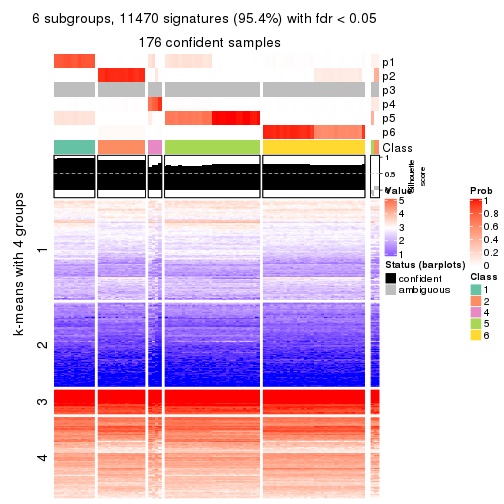 6 subgroups, 11470 signatures (95.4%) with fdr < 0.05
176 confident samples
p1
p2
p3
p4
p5
p6
Class
1
0.5
0
Silhouette
score
k-means with 4 groups
1
2
3
4
Value
5
4
3
2
1
Status (barplots)
confident
ambiguous
Prob
1
0.8
0.6
0.4
0.2
0
Class
1
2
4
5
6